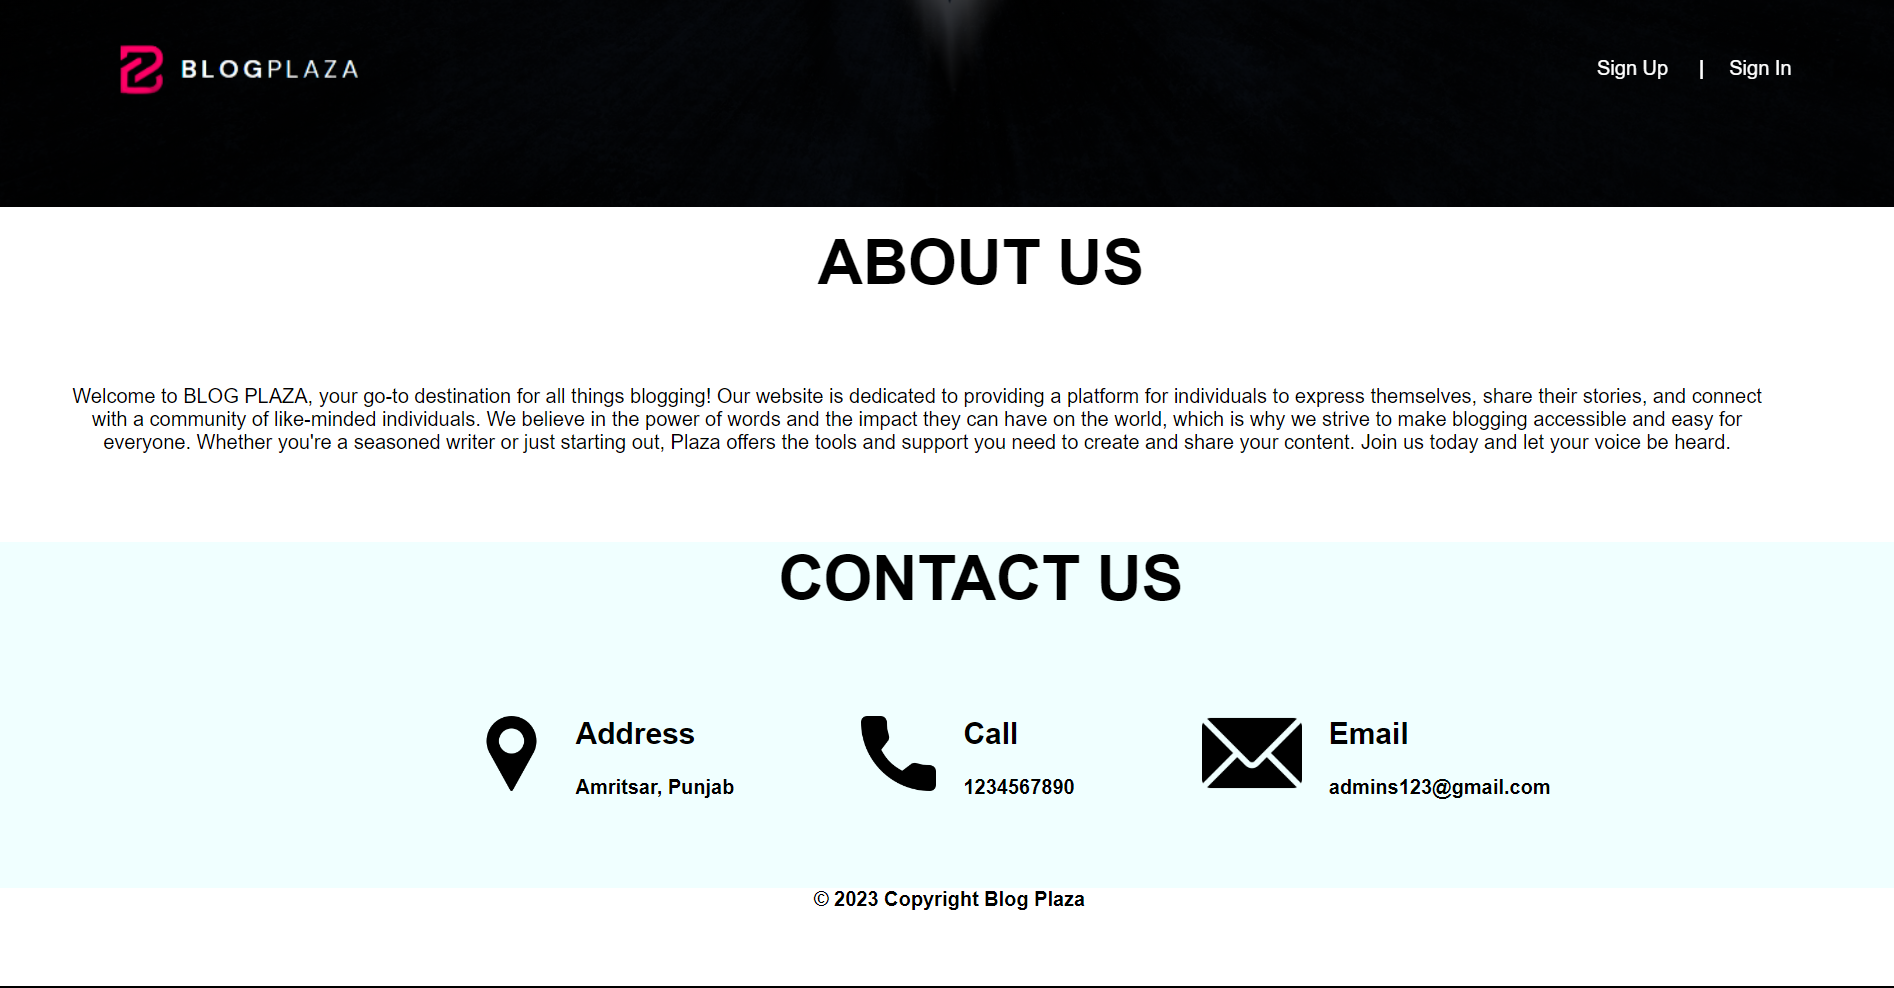 BLOGPLAZA
Sign Up | Sign In
ABOUT US
Welcome to BLOG PLAZA, your go-to destination for all things blogging! Our website is dedicated to providing a platform for individuals to express themselves, share their stories, and connect
with a community of like-minded individuals. We believe in the power of words and the impact they can have on the world, which is why we strive to make blogging accessible and easy for
everyone. Whether you're a seasoned writer or just starting out, Plaza offers the tools and support you need to create and share your content. Join us today and let your voice be heard.
CONTACT US
Address
Amritsar, Punjab
Call
1234567890
Email
admins123@gmail.com
© 2023 Copyright Blog Plaza